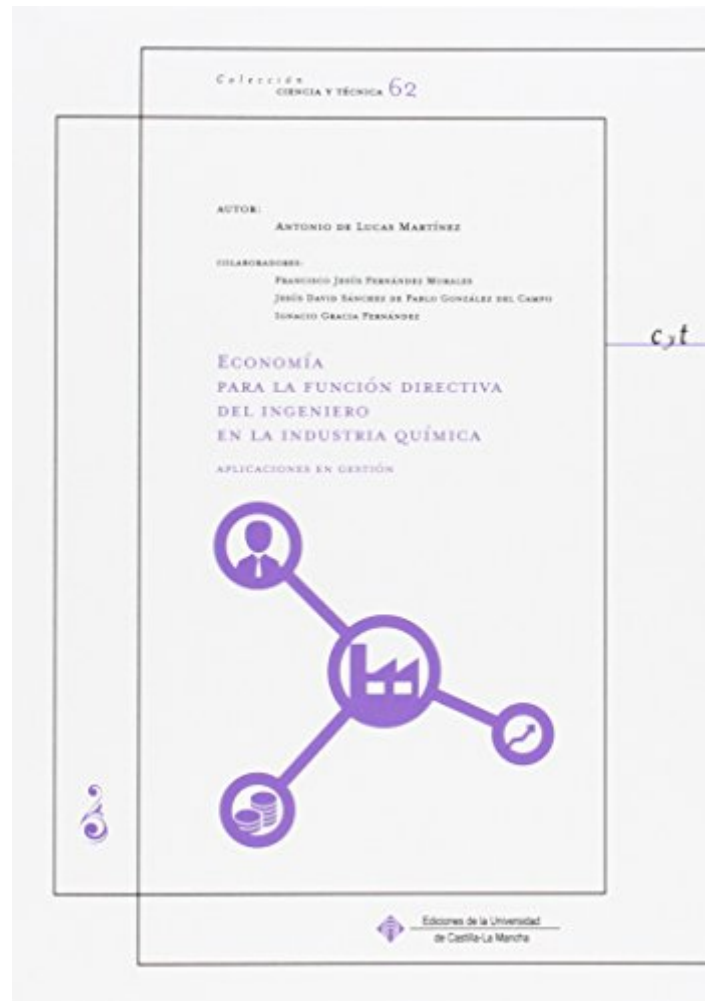 Colección
CIENCIA Y TÉCNICA 62
AUTOR:
ANTONIO DE LUCAS MARTÍNEZ
COLABORADORES:
FRANCISCO JESÚS FERNÁNDEZ MORALES
JESÚS DAVID SÁNCHEZ DE PABLO GONZÁLEZ DEL CAMPO
IGNACIO GRACIA FERNÁNDEZ
cyt
ECONOMÍA
PARA LA FUNCIÓN DIRECTIVA
DEL INGENIERO
EN LA INDUSTRIA QUÍMICA
APLICACIONES EN GESTIÓN
Ediciones de la Universidad
de Castilla-La Mancha